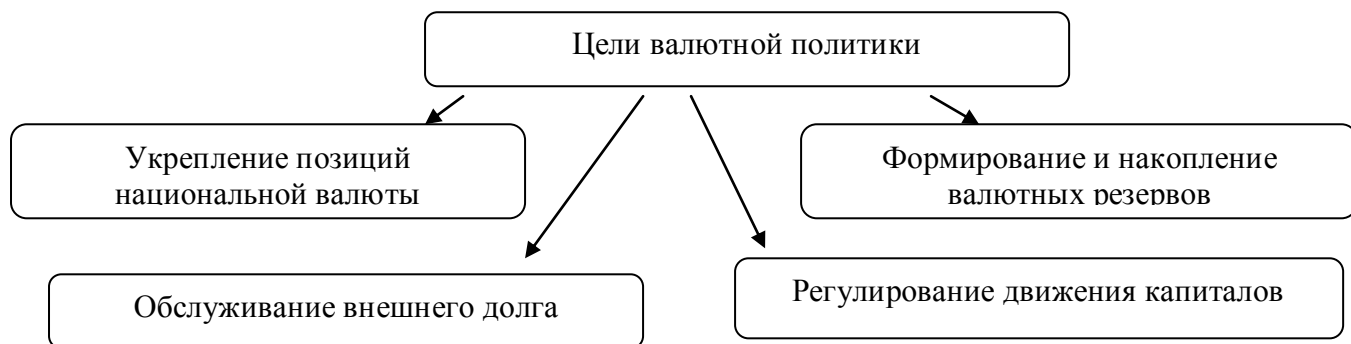 Цели валютной политики
Укрепление позиций
национальной валюты
Формирование и накопление
валютных резервов
Обслуживание внешнего долга
Регулирование движения капиталов